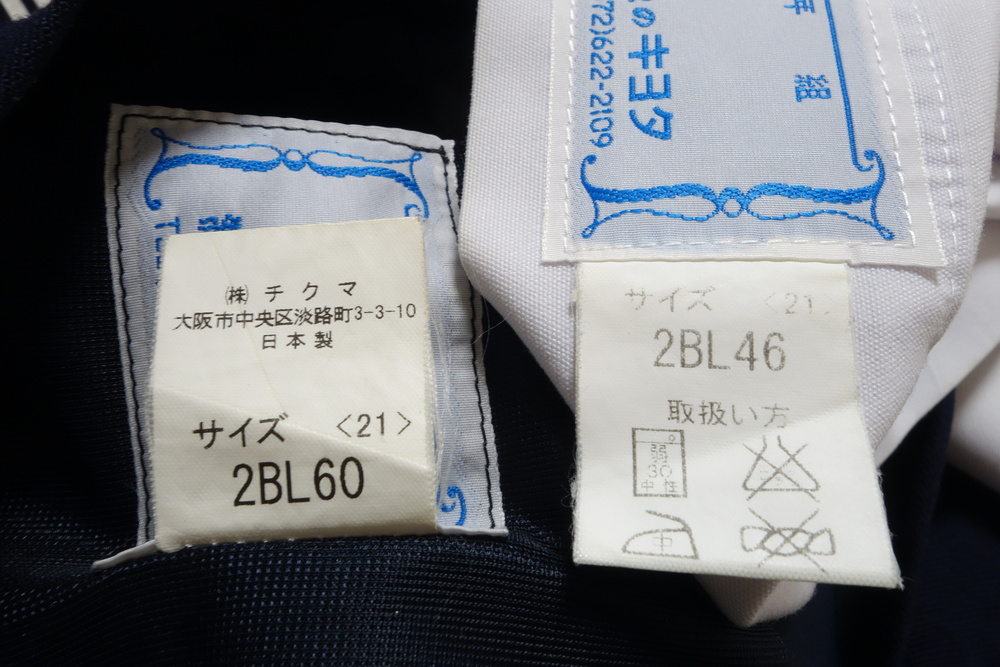 ㈱ チクマ
大阪市中央区淡路町3-3-10
日本製
サイズ <21>
2BL60
年 組
のキヨタ
72)622-2109
サイズ <21>
2BL46
取扱い方
弱
30
中性
中